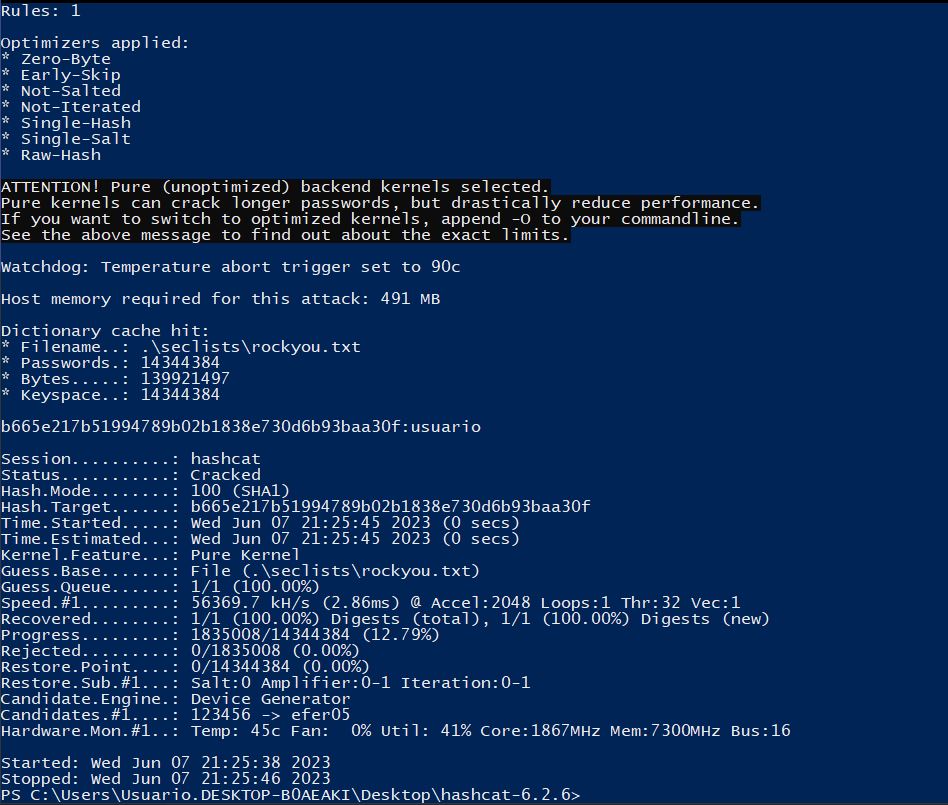 Rules: 1
Optimizers applied:
* Zero-Byte
* Early-Skip
* Not-Salted
* Not-Iterated
* Single-Hash
* Single-Salt
* Raw-Hash
ATTENTION! Pure (unoptimized) backend kernels selected.
Pure kernels can crack longer passwords, but drastically reduce performance.
If you want to switch to optimized kernels, append -O to your commandline.
See the above message to find out about the exact limits.
Watchdog: Temperature abort trigger set to 90c
Host memory required for this attack: 491 MB
Dictionary cache hit:
* Filename..: .\seclists\rockyou.txt
* Passwords.: 14344384
* Bytes.....: 139921497
* Keyspace..: 14344384
b665e217b51994789b02b1838e730d6b93baa30f:usuario
Session..........: hashcat
Status...........: Cracked
Hash.Mode........: 100 (SHA1)
Hash.Target......: b665e217b51994789b02b1838e730d6b93baa30f
Time.Started.....: Wed Jun 07 21:25:45 2023 (0 secs)
Time.Estimated...: Wed Jun 07 21:25:45 2023 (0 secs)
Kernel.Feature...: Pure Kernel
Guess.Base.......: File (.\seclists\rockyou.txt)
Guess.Queue......: 1/1 (100.00%)
Speed.#1.........: 56369.7 kH/s (2.86ms) @ Accel:2048 Loops:1 Thr:32 Vec:1
Recovered........: 1/1 (100.00%) Digests (total), 1/1 (100.00%) Digests (new)
Progress.........: 1835008/14344384 (12.79%)
Rejected.........: 0/1835008 (0.00%)
Restore.Point....: 0/14344384 (0.00%)
Restore.Sub.#1...: Salt:0 Amplifier:0-1 Iteration:0-1
Candidate.Engine.: Device Generator
Candidates.#1....: 123456 -> efer05
Hardware.Mon.#1..: Temp: 45c Fan:  0% Util: 41% Core:1867MHz Mem:7300MHz Bus:16
Started: Wed Jun 07 21:25:38 2023
Stopped: Wed Jun 07 21:25:46 2023
PS C:\Users\Usuario.DESKTOP-B0AEAKI\Desktop\hashcat-6.2.6>